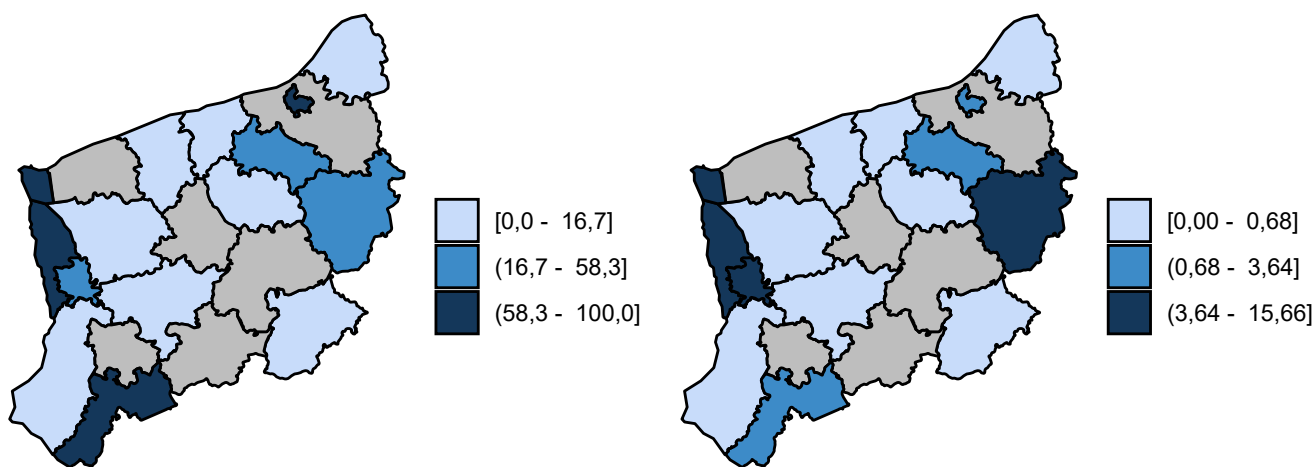 [0,0 - 16,7]
(16,7 - 58,3]
(58,3 - 100,0]
[0,00 - 0,68]
(0,68 - 3,64]
(3,64 - 15,66]